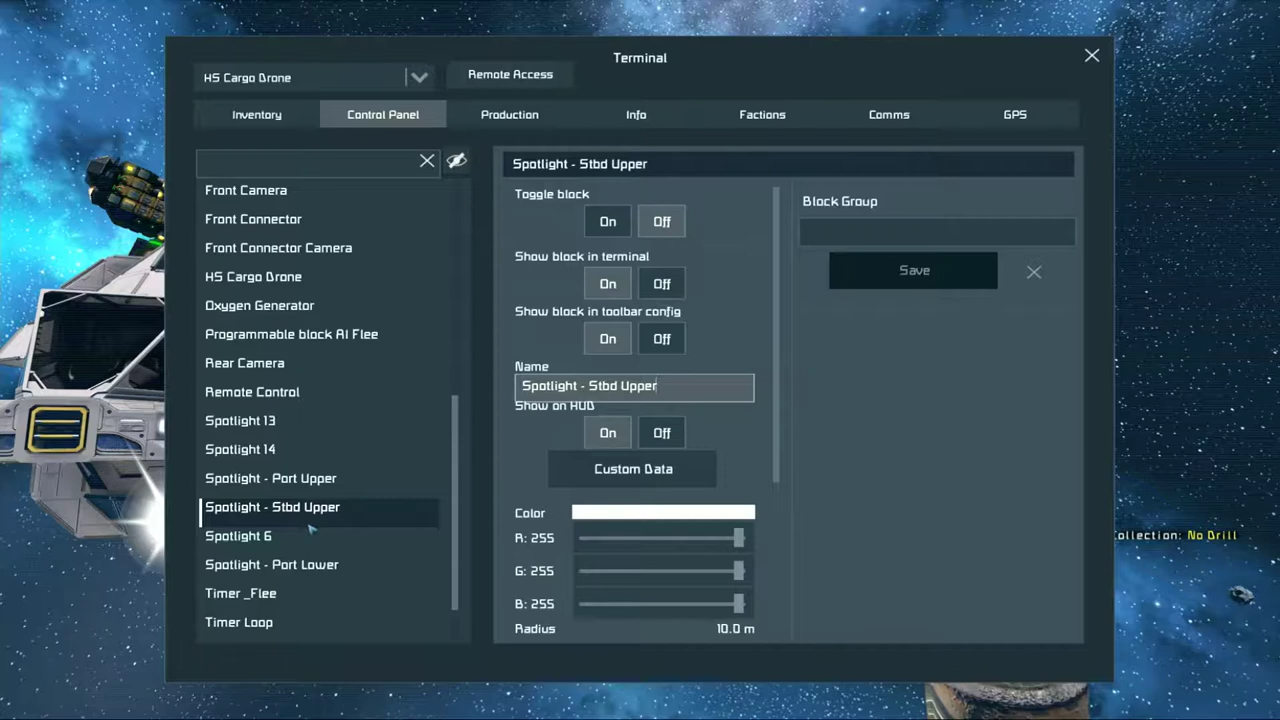 Terminal
HS Cargo Drone
Remote Access
Inventory
Control Panel
Production
Info
Factions
Comms
GPS
Front Camera
Front Connector
Front Connector Camera
HS Cargo Drone
Oxygen Generator
Programmable block AI Flee
Rear Camera
Remote Control
Spotlight 13
Spotlight 14
Spotlight - Port Upper
Spotlight - Stbd Upper
Spotlight 6
Spotlight - Port Lower
Timer _Flee
Timer Loop
Spotlight - Stbd Upper
Toggle block
On Off
Show block in terminal
On Off
Show block in toolbar config
On Off
Name
Spotlight - Stbd Upper
Show on HUD
On Off
Custom Data
Color
R: 255
G: 255
B: 255
Radius 10.0 m
Block Group
Save
ollection: No Drill